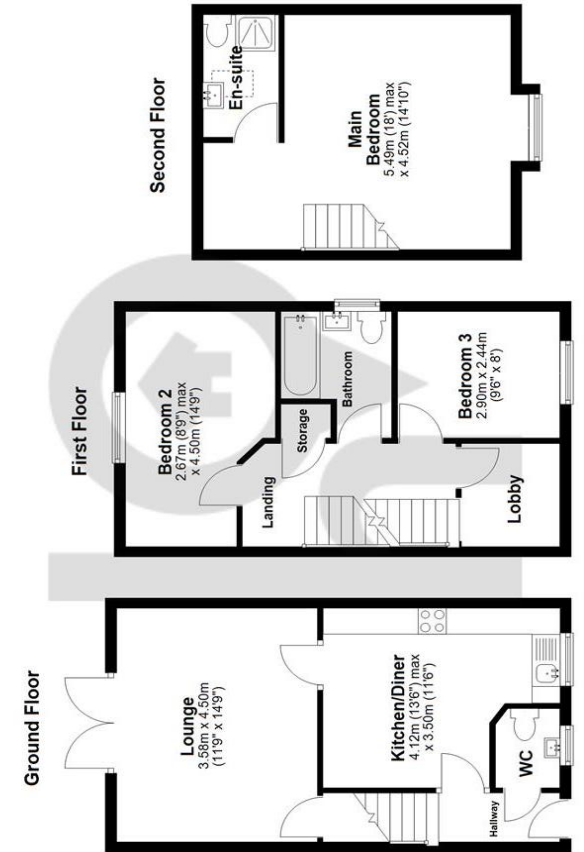 Ground Floor
Lounge
3.58m x 4.50m
(11'9" x 14'9")
Kitchen/Diner
4.12m (13'6") max
x 3.50m (11'6")
WC
Hallway
First Floor
Bedroom 2
2.67m (8'9") max
x 4.50m (14'9")
Landing
Storage
Bathroom
Bedroom 3
2.90m x 2.44m
(9'6" x 8')
Lobby
Second Floor
En-suite
Main
Bedroom
5.49m (18') max
x 4.52m (14'10")